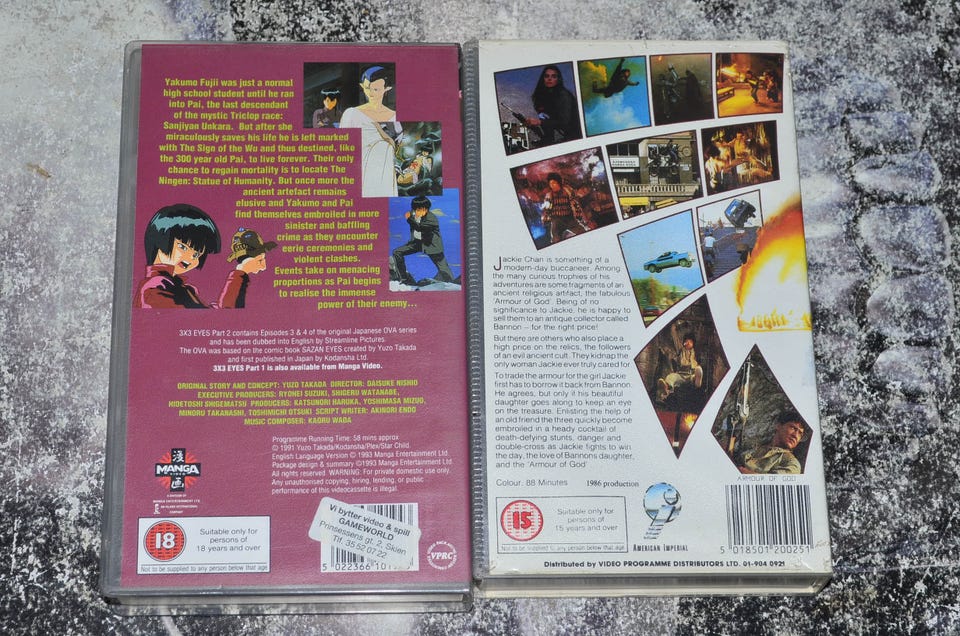 Yakumo Fujii was just a normal
high school student until he ran
into Pai, the last descendant
of the mystic Triclop race:
Sanjiyan Unkara. But after she
miraculously saves his life he is left marked
with The Sign of the Wu and thus destined, like
the 300 year old Pai, to live forever. Their only
chance to regain mortality is to locate The
Ningen: Statue of Humanity. But once more the
ancient artefact remains
elusive and Yakumo and Pai
find themselves embroiled in more
sinister and baffling
crime as they encounter
eerie ceremonies and
violent clashes.
Events take on menacing
proportions as Pai begins
to realise the immense
power of their enemy...
3X3 EYES Part 2 contains Episodes 3 & 4 of the original Japanese OVA series
and has been dubbed into English by Streamline Pictures.
The OVA was based on the comic book SAZAN EYES created by Yuzo Takada
and first published in Japan by Kodansha Ltd.
3X3 EYES Part 1 is also available from Manga Video.
ORIGINAL STORY AND CONCEPT: YUZO TAKADA DIRECTOR: DAISUKE NISHIO
EXECUTIVE PRODUCERS: RYOHEI SUZUKI, SHIGERU WATANABE,
HIDETOSHI SHIGEMATSU PRODUCERS: KATSUNORI HARUKA, YOSHIMASA MIZUO,
MINORU TAKANASHI, TOSHIMICHI OTSUKI SCRIPT WRITER: AKINORI ENDO
MUSIC COMPOSER: KAORU WADA
Programme Running Time: 58 mins approx
© 1991 Yuzo Takada/Kodansha/Plex/Star Child.
English Language Version © 1993 Manga Entertainment Ltd.
Package design & summary ©1993 Manga Entertainment Ltd.
All rights reserved. WARNING: For private domestic use only.
Any unauthorised copying, hiring, lending, or public
performance of this videocassette is illegal.
MANGA
VIDEO
A DIVISION OF
MANGA ENTERTAINMENT LTD.
AN ISLAND INTERNATIONAL
COMPANY
18
Suitable only for
persons of
18 years and over
Not to be supplied to any person below that age
Vi bytter video & spill
GAMEWORLD
Prinsessens gt. 2, Skien
Tlf. 35 52 07 22
5 022366 101
VPRC
Jackie Chan is something of a
modern-day buccaneer. Among
the many curious trophies of his
adventures are some fragments of an
ancient religious artifact, the fabulous
'Armour of God'. Being of no
significance to Jackie, he is happy to
sell them to an antique collector called
Bannon – for the right price!
But there are others who also place a
high price on the relics, the followers
of an evil ancient cult. They kidnap the
only woman Jackie ever truly cared for.
To trade the armour for the girl Jackie
first has to borrow it back from Bannon.
He agrees, but only if his beautiful
daughter goes along to keep an eye
on the treasure. Enlisting the help of
an old friend the three quickly become
embroiled in a heady cocktail of
death-defying stunts, danger and
double-cross as Jackie fights to win
the day, the love of Bannons daughter,
and the 'Armour of God'
Colour. 88 Minutes 1986 production
15
Suitable only for
persons of
15 years and over
Not to be supplied to any person below that age
AMERICAN IMPERIAL
ARMOUR OF GOD
5 018501 200251
Distributed by VIDEO PROGRAMME DISTRIBUTORS LTD. 01-904 0921